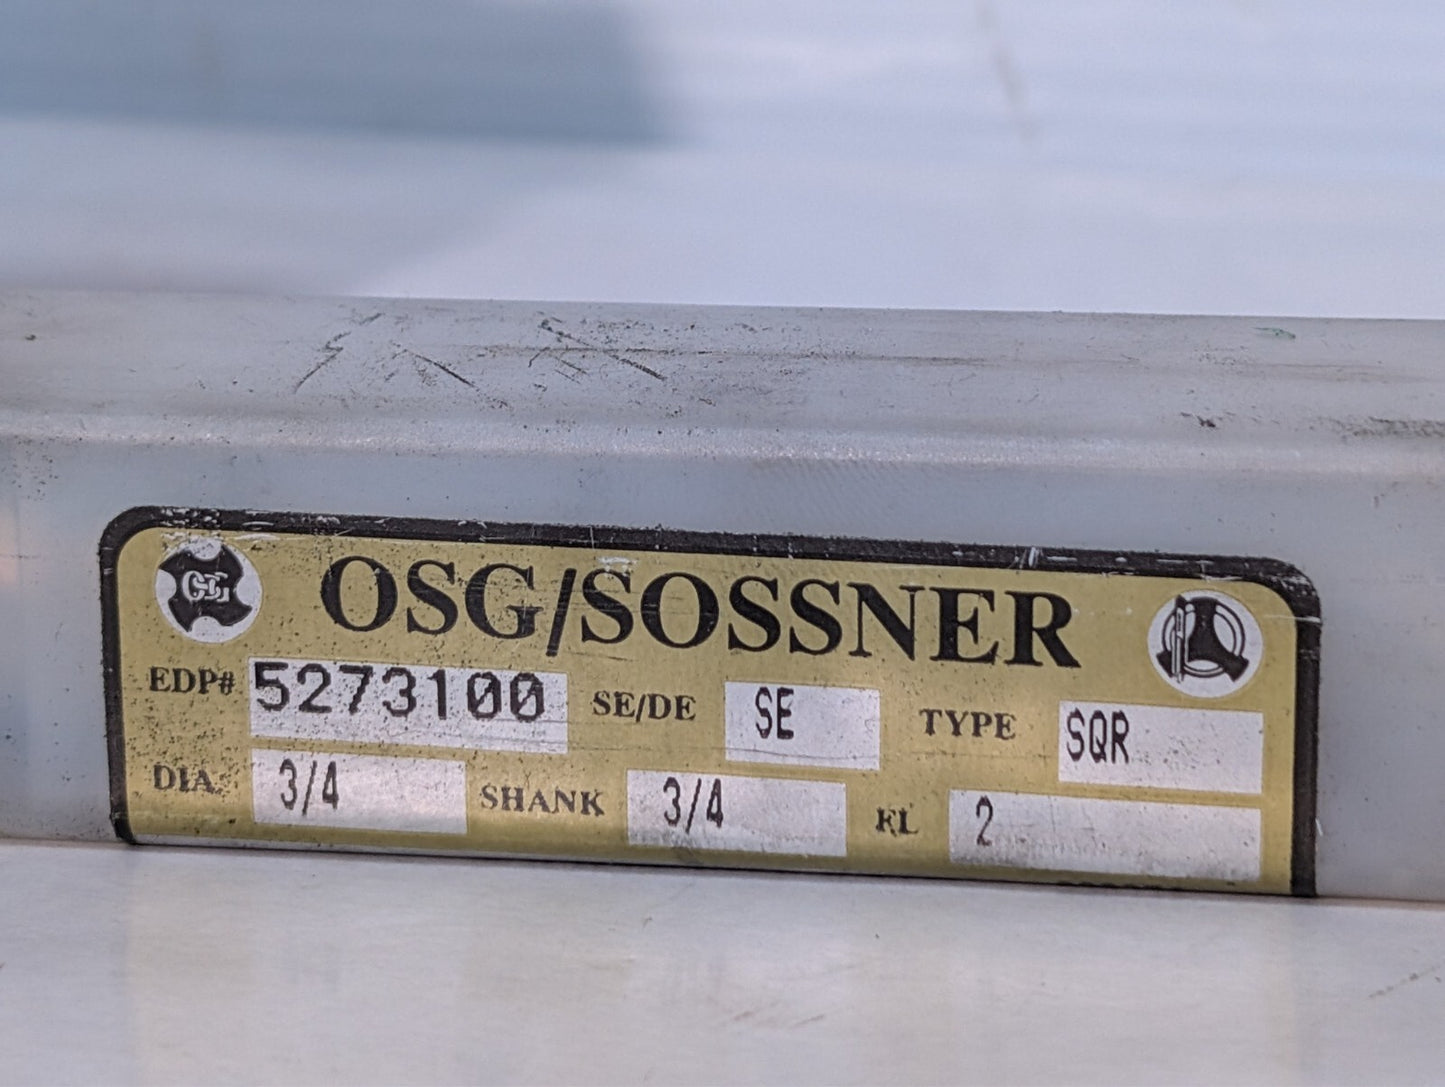 OSG/SOSSNER
EDP# 5273100 SE/DE SE TYPE SQR
DIA. 3/4 SHANK 3/4 FL 2